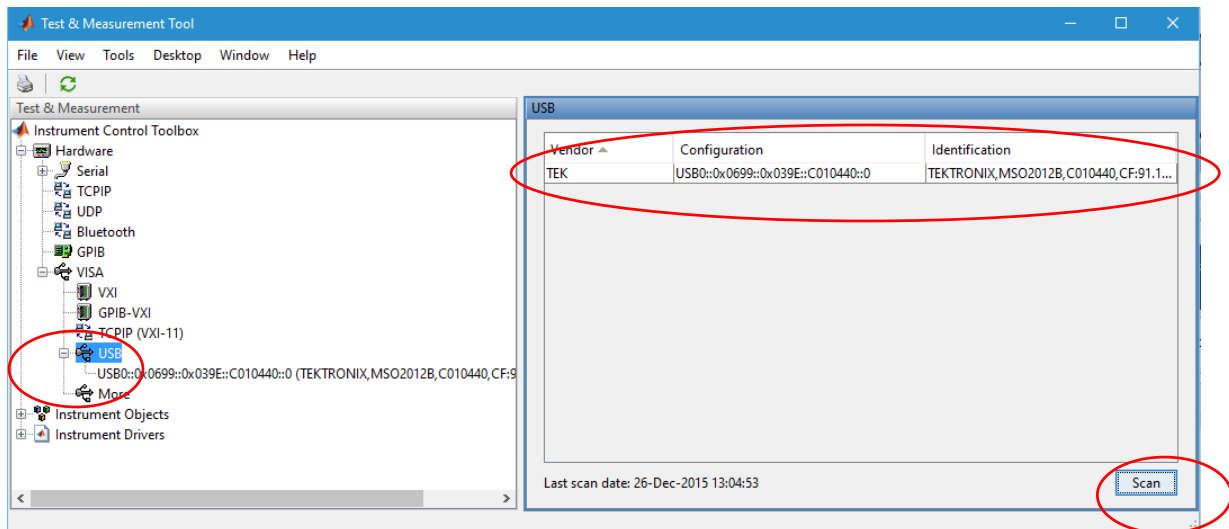 Test & Measurement Tool
File View Tools Desktop Window Help
Test & Measurement
Instrument Control Toolbox
Hardware
Serial
TCPIP
UDP
Bluetooth
GPIB
VISA
VXI
GPIB-VXI
TCPIP (VXI-11)
USB
USB0::0x0699::0x039E::C010440::0 (TEKTRONIX,MSO2012B,C010440,CF:9
More
Instrument Objects
Instrument Drivers
USB
Vendor Configuration Identification
TEK USB0::0x0699::0x039E::C010440::0 TEKTRONIX,MSO2012B,C010440,CF:91.1...
Last scan date: 26-Dec-2015 13:04:53
Scan